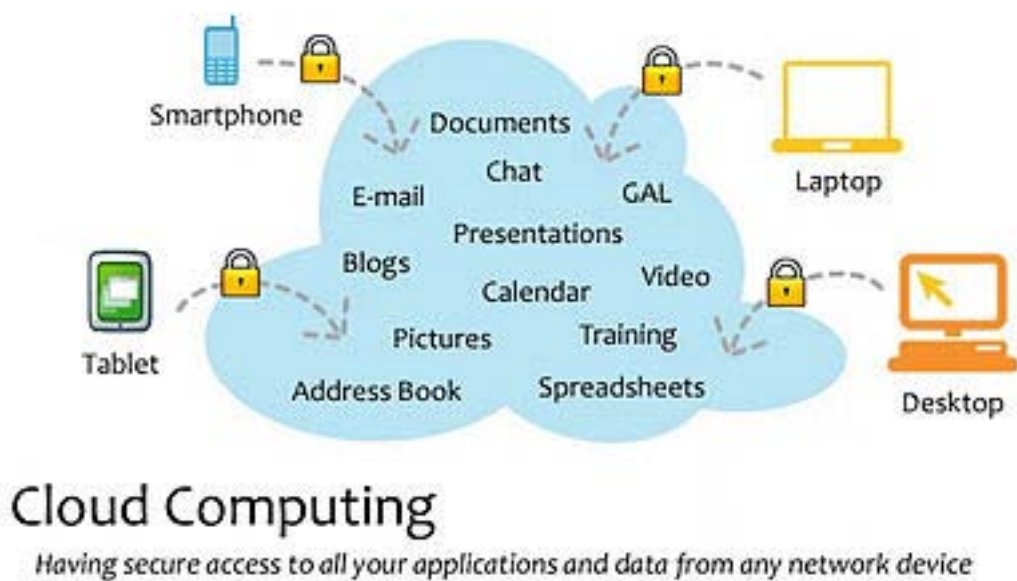 Smartphone
Documents
Chat
E-mail
GAL
Laptop
Presentations
Blogs
Video
Calendar
Tablet
Pictures
Training
Address Book
Spreadsheets
Desktop
Cloud Computing
Having secure access to all your applications and data from any network device